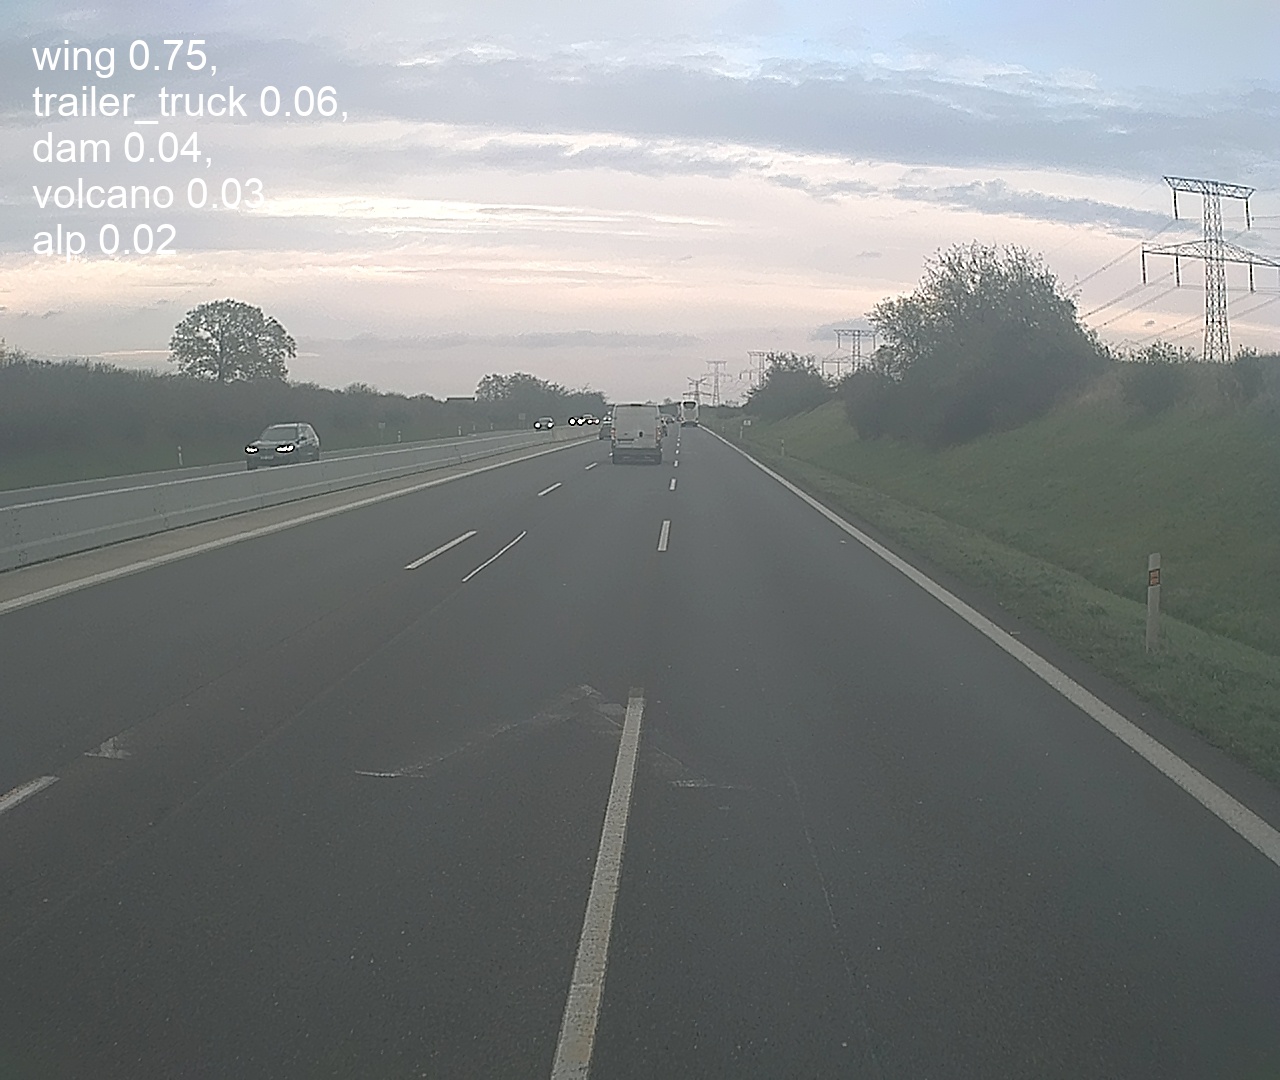 wing 0.75,
trailer_truck 0.06,
dam 0.04,
volcano 0.03
alp 0.02